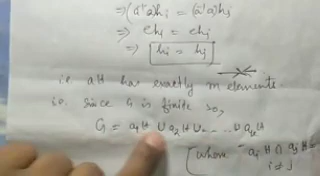 ⇒ (a⁻¹a)hᵢ = (a⁻¹a)hⱼ
⇒ ehᵢ = ehⱼ
⇒ hᵢ = hⱼ
i.e. aH has exactly m elements.
i.e. Since G is finite so,
G = a₁H ∪ a₂H ∪ ... ∪ aₖH
[where aᵢH ∩ aⱼH =
i ≠ j